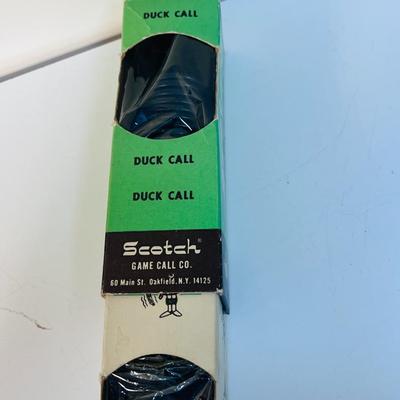 DUCK CALL
DUCK CALL
DUCK CALL
Scotch®
GAME CALL CO.
60 Main St. Oakfield, N.Y. 14125